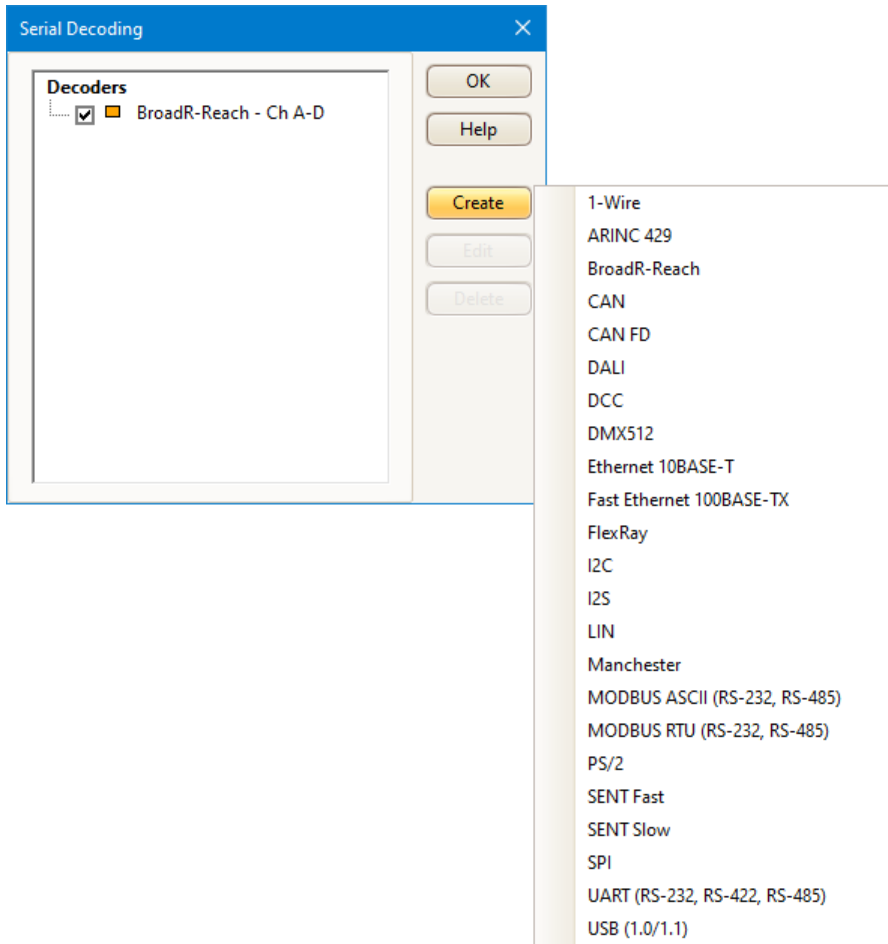 Serial Decoding
Decoders
BroadR-Reach - Ch A-D
OK
Help
Create
Edit
Delete
1-Wire
ARINC 429
BroadR-Reach
CAN
CAN FD
DALI
DCC
DMX512
Ethernet 10BASE-T
Fast Ethernet 100BASE-TX
FlexRay
I2C
I2S
LIN
Manchester
MODBUS ASCII (RS-232, RS-485)
MODBUS RTU (RS-232, RS-485)
PS/2
SENT Fast
SENT Slow
SPI
UART (RS-232, RS-422, RS-485)
USB (1.0/1.1)